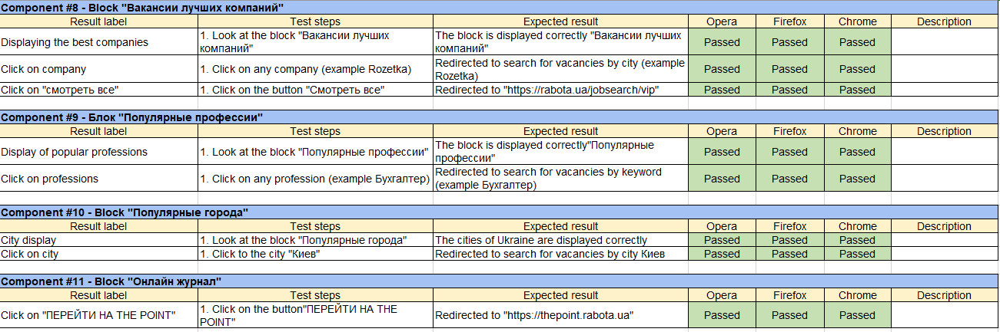 Component #8 - Block "Вакансии лучших компаний"
Result label Test steps Expected result Opera Firefox Chrome Description
Displaying the best companies 1. Look at the block "Вакансии лучших компаний" The block is displayed correctly "Вакансии лучших компаний" Passed Passed Passed
Click on company 1. Click on any company (example Rozetka) Redirected to search for vacancies by city (example Rozetka) Passed Passed Passed
Click on "смотреть все" 1. Click on the button "Смотреть все" Redirected to "https://rabota.ua/jobsearch/vip" Passed Passed Passed
Component #9 - Блок "Популярные профессии"
Result label Test steps Expected result Opera Firefox Chrome Description
Display of popular professions 1. Look at the block "Популярные профессии" The block is displayed correctly"Популярные профессии" Passed Passed Passed
Click on professions 1. Click on any profession (example Бухгалтер) Redirected to search for vacancies by keyword (example Бухгалтер) Passed Passed Passed
Component #10 - Block "Популярные города"
Result label Test steps Expected result Opera Firefox Chrome Description
City display 1. Look at the block "Популярные города" The cities of Ukraine are displayed correctly Passed Passed Passed
Click on city 1. Click to the city "Киев" Redirected to search for vacancies by city Киев Passed Passed Passed
Component #11 - Block "Онлайн журнал"
Result label Test steps Expected result Opera Firefox Chrome Description
Click on "ПЕРЕЙТИ НА THE POINT" 1. Click on the button"ПЕРЕЙТИ НА THE POINT" Redirected to "https://thepoint.rabota.ua" Passed Passed Passed